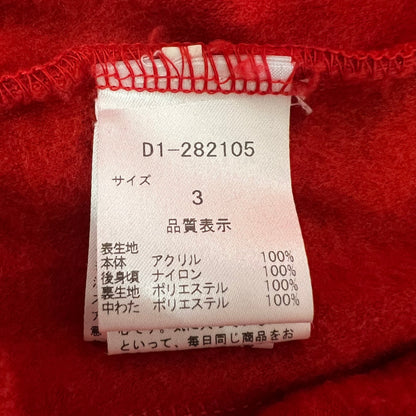 D1-282105
サイズ
3
品質表示
表生地
本体 アクリル 100%
後身頃 ナイロン 100%
裏生地 ポリエステル 100%
中わた ポリエステル 100%
といって、毎日同じ商品をお